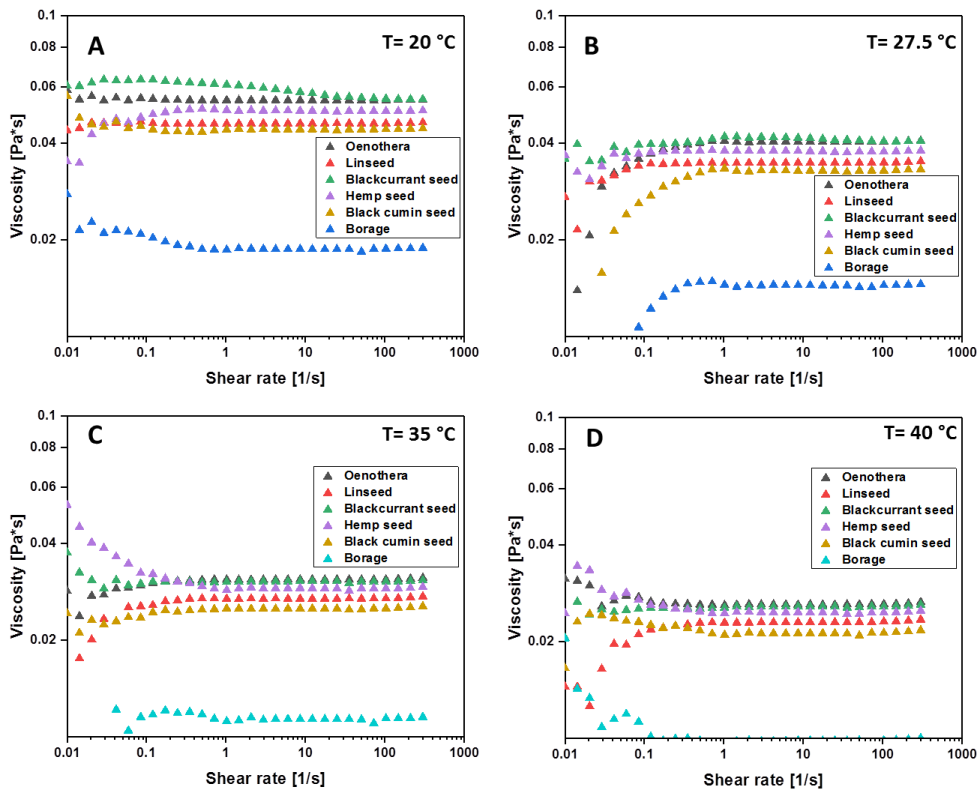 A
T= 20 °C
0.1
0.08
0.06
0.04
0.02
Viscosity [Pa*s]
Oenothera
Linseed
Blackcurrant seed
Hemp seed
Black cumin seed
Borage
0.01
0.1
1
10
100
1000
Shear rate [1/s]
B
T= 27.5 °C
0.1
0.08
0.06
0.04
0.02
Viscosity [Pa*s]
Oenothera
Linseed
Blackcurrant seed
Hemp seed
Black cumin seed
Borage
0.01
0.1
1
10
100
1000
Shear rate [1/s]
C
T= 35 °C
0.1
0.08
0.06
0.04
0.02
Viscosity [Pa*s]
Oenothera
Linseed
Blackcurrant seed
Hemp seed
Black cumin seed
Borage
0.01
0.1
1
10
100
1000
Shear rate [1/s]
D
T= 40 °C
0.1
0.08
0.06
0.04
0.02
Viscosity [Pa*s]
Oenothera
Linseed
Blackcurrant seed
Hemp seed
Black cumin seed
Borage
0.01
0.1
1
10
100
1000
Shear rate [1/s]